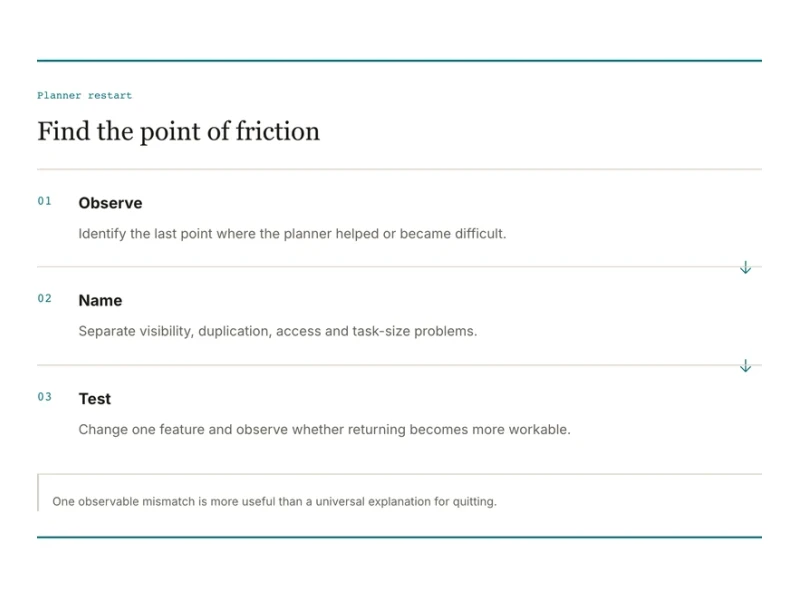 Planner restart
Find the point of friction
01
Observe
Identify the last point where the planner helped or became difficult.
02
Name
Separate visibility, duplication, access and task-size problems.
03
Test
Change one feature and observe whether returning becomes more workable.
One observable mismatch is more useful than a universal explanation for quitting.